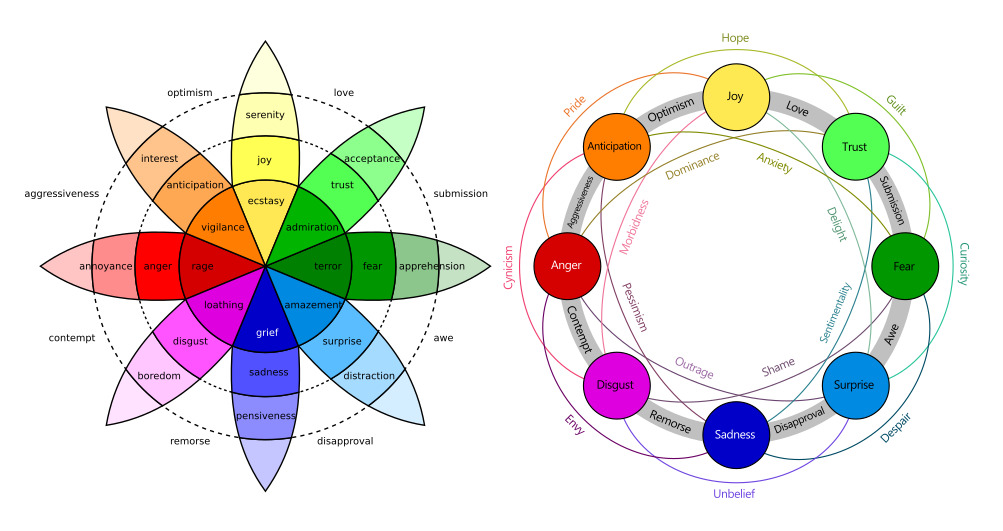 optimism
love
serenity
interest
acceptance
joy
anticipation
trust
aggressiveness
submission
ecstasy
vigilance
admiration
annoyance
anger
rage
terror
fear
apprehension
loathing
amazement
grief
contempt
awe
disgust
surprise
sadness
boredom
distraction
pensiveness
remorse
disapproval
Hope
Joy
Pride
Optimism
Love
Guilt
Anticipation
Trust
Dominance
Anxiety
Aggressiveness
Submission
Morbidness
Delight
Cynicism
Anger
Fear
Curiosity
Pessimism
Sentimentality
Contempt
Awe
Outrage
Shame
Disgust
Surprise
Envy
Remorse
Sadness
Disapproval
Despair
Unbelief